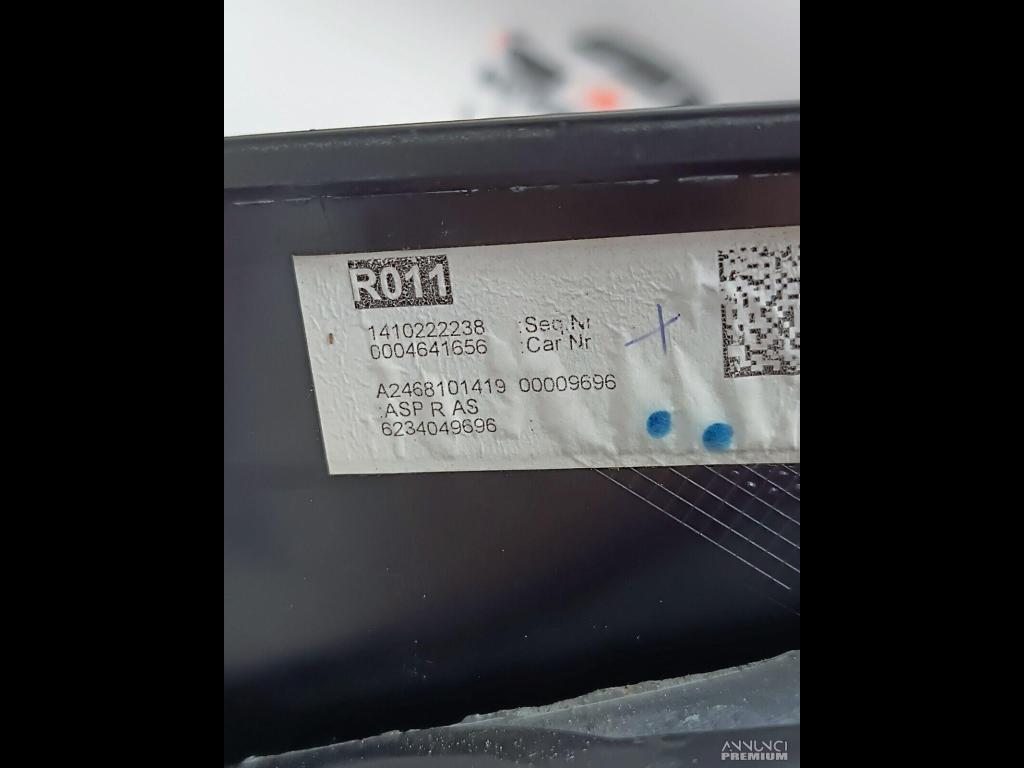 R011
1410222238 :Seq.Nr
0004641656 :Car Nr
A2468101419 00009696
:ASP R AS
6234049696 :
ANNUNCI
PREMIUM